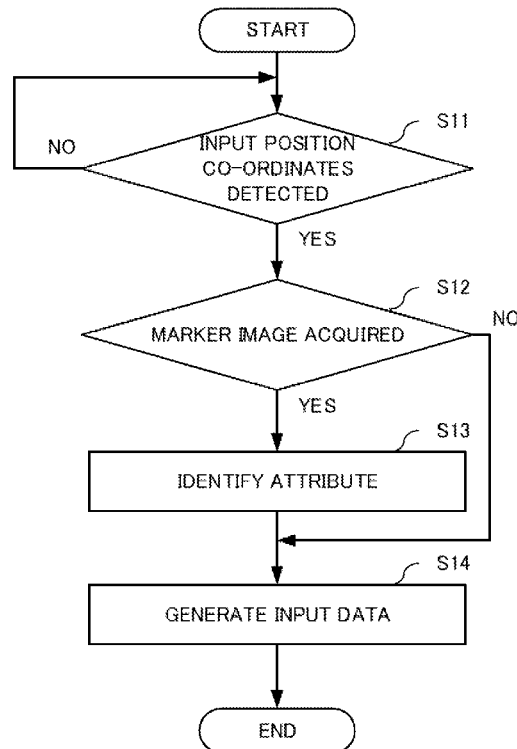 START
S11
INPUT POSITION
CO-ORDINATES
DETECTED
NO
YES
S12
MARKER IMAGE ACQUIRED
NO
YES
S13
IDENTIFY ATTRIBUTE
S14
GENERATE INPUT DATA
END